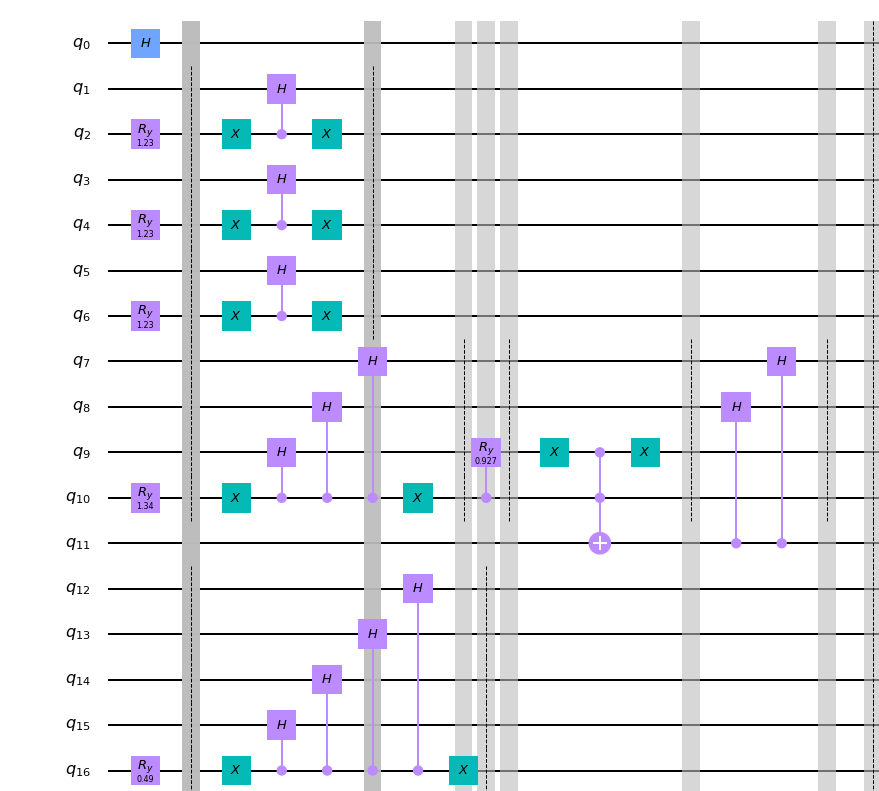 q0 H
q1 H
q2 Ry 1.23 X X
q3 H
q4 Ry 1.23 X X
q5 H
q6 Ry 1.23 X X
q7 H H
q8 H H
q9 H Ry 0.927 X X
q10 Ry 1.34 X X
q11
q12 H
q13 H
q14 H
q15 H
q16 Ry 0.49 X X